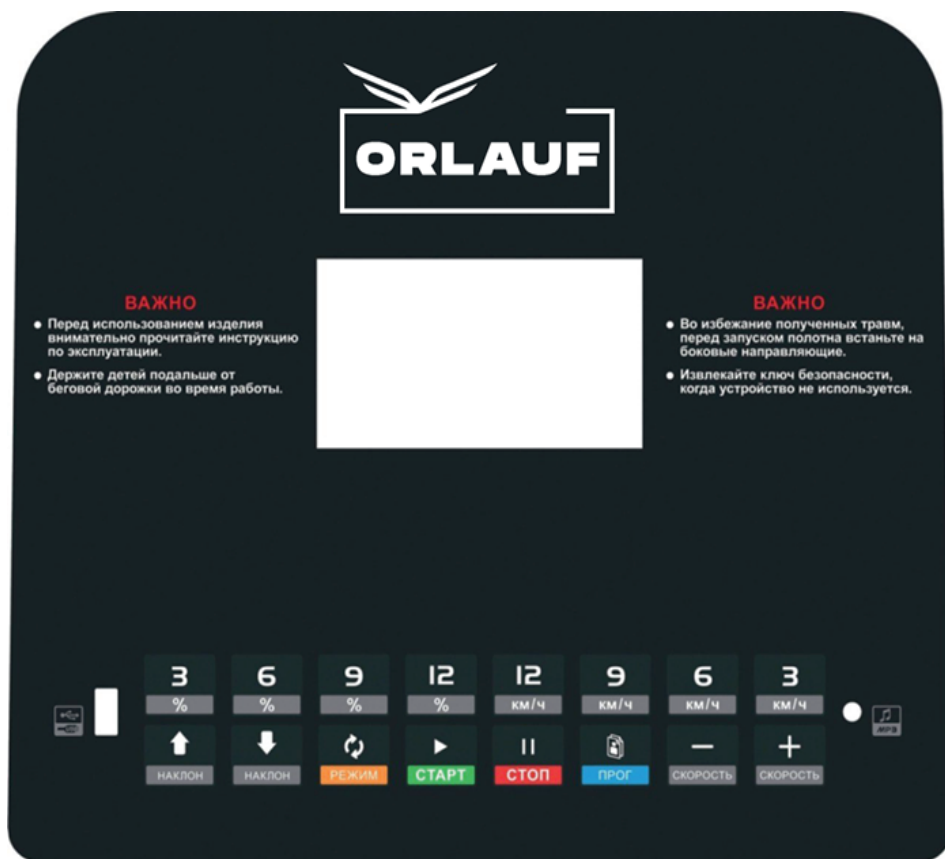 ORLAUF
ВАЖНО
Перед использованием изделия
внимательно прочитайте инструкцию
по эксплуатации.
Держите детей подальше от
беговой дорожки во время работы.
ВАЖНО
Во избежание полученных травм,
перед запуском полотна встаньте на
боковые направляющие.
Извлекайте ключ безопасности,
когда устройство не используется.
3 6 9 12 12 9 6 3
% % % % км/ч км/ч км/ч км/ч
НАКЛОН НАКЛОН РЕЖИМ СТАРТ СТОП ПРОГ СКОРОСТЬ СКОРОСТЬ
MP3